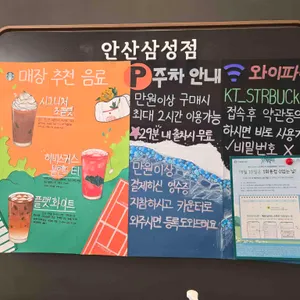 안산삼성점
매장 추천 음료
시그니처
초콜릿
히비스커스
티
플랫 화이트
P 주차 안내
만원이상 구매시
최대 2시간 이용가능
29분 내 출차시 무료
만원이상
결제하신 영수증
지참하시고 카운터로
와주시면, 등록 도와드려요
와이파
KT_STRBUCK
접속후 약관동의
하시면 바로 사용
비밀번호 X